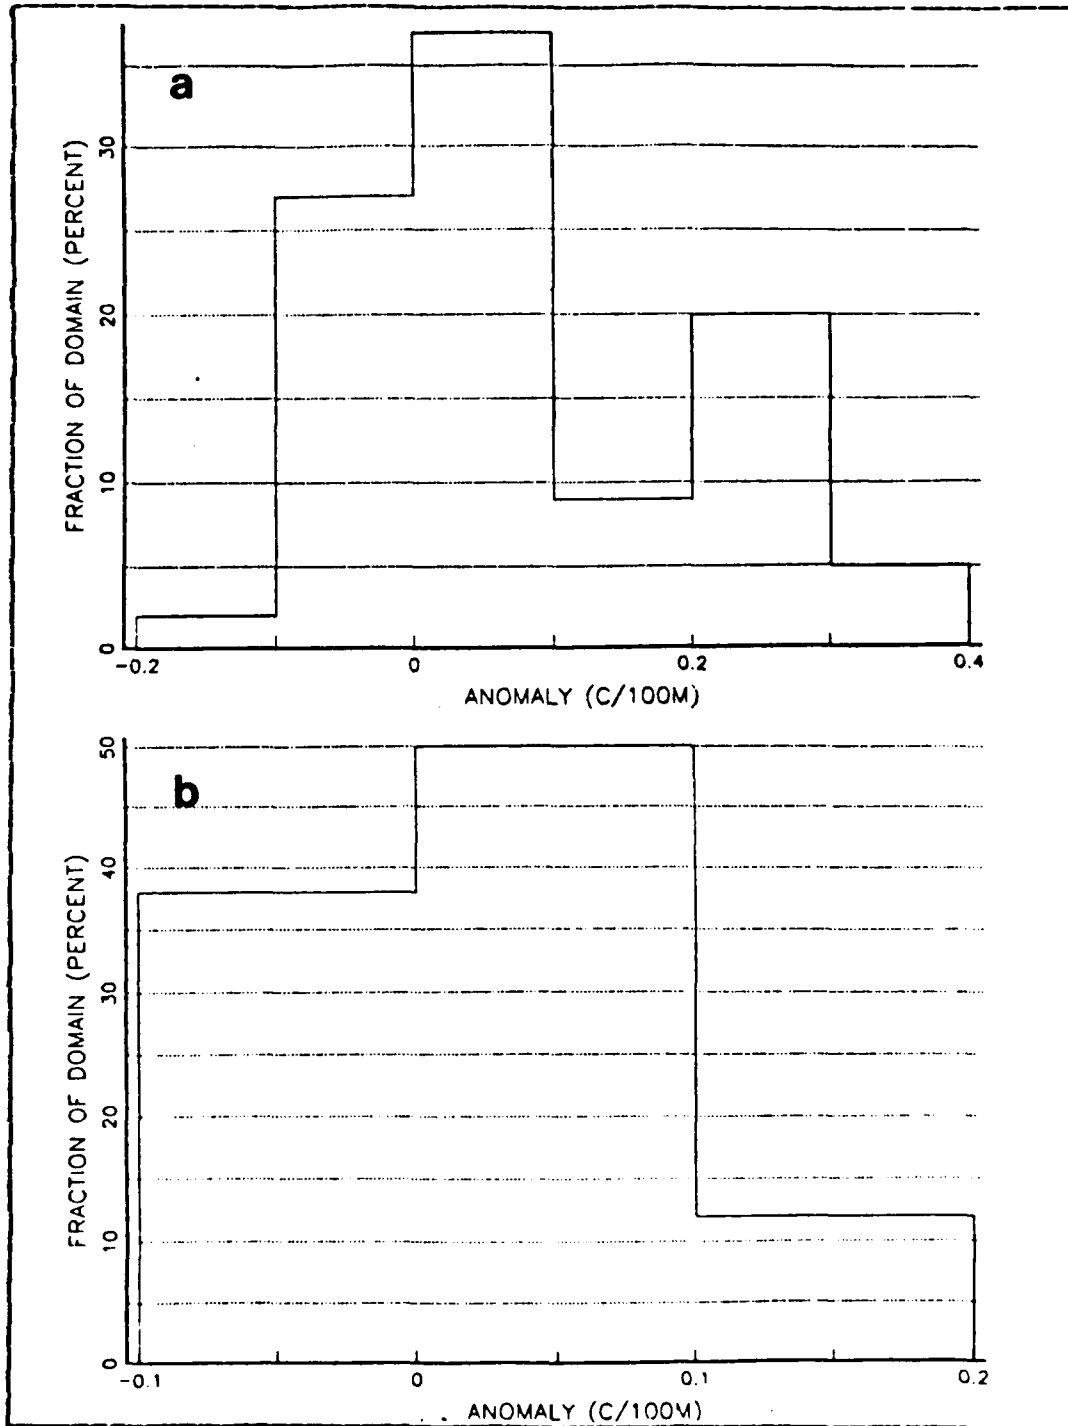 a
30
20
10
0
FRACTION OF DOMAIN (PERCENT)
-0.2 0 0.2 0.4
ANOMALY (C/100M)
b
50
40
30
20
10
0
FRACTION OF DOMAIN (PERCENT)
-0.1 0 0.1 0.2
ANOMALY (C/100M)